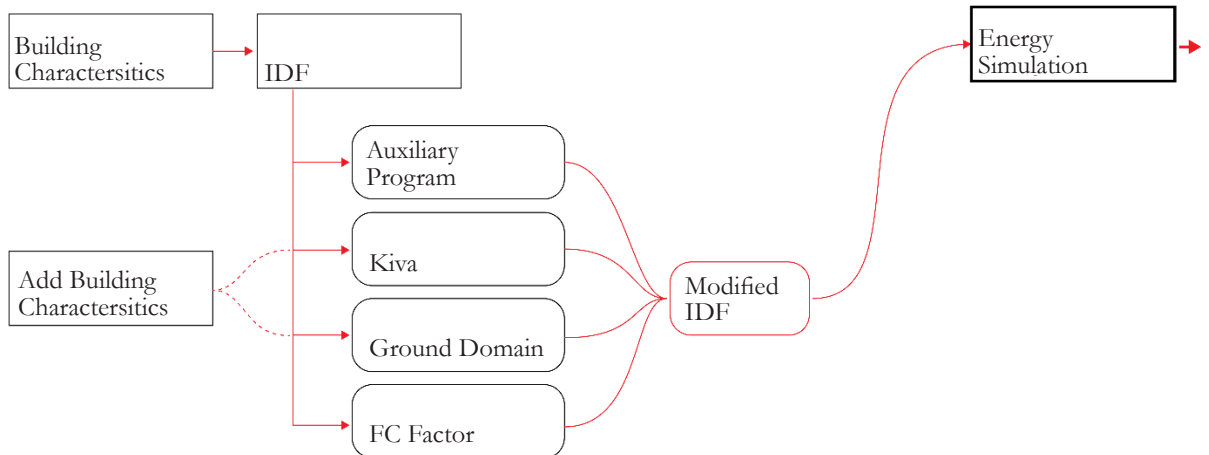 Building
Charactersitics
IDF
Energy
Simulation
Auxiliary
Program
Kiva
Add Building
Charactersitics
Ground Domain
Modified
IDF
FC Factor